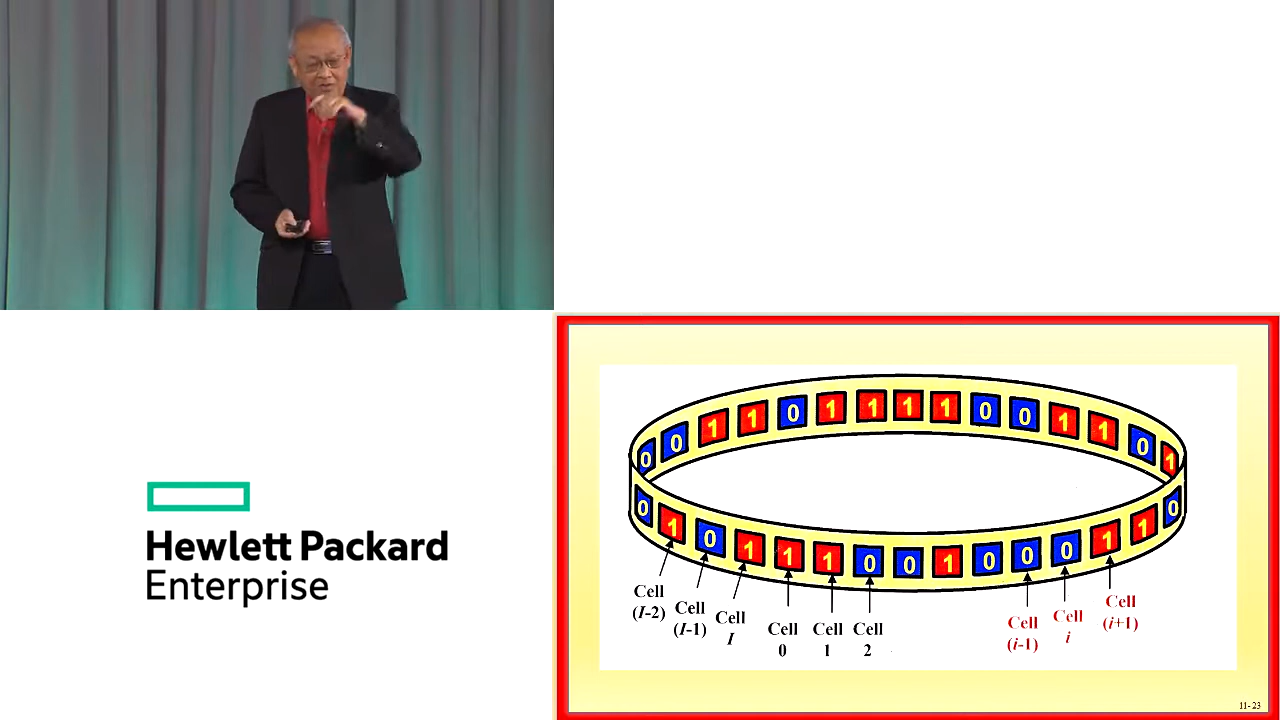 0 0 1 1 0 1 1 1 1 0 0 1 1 0 1
0 1 0 1 1 1 0 0 1 0 0 0 1 1 0
Cell
(I-2)
Cell
(I-1)
Cell
I
Cell
0
Cell
1
Cell
2
Cell
(i-1)
Cell
i
Cell
(i+1)
Hewlett Packard
Enterprise
11-23